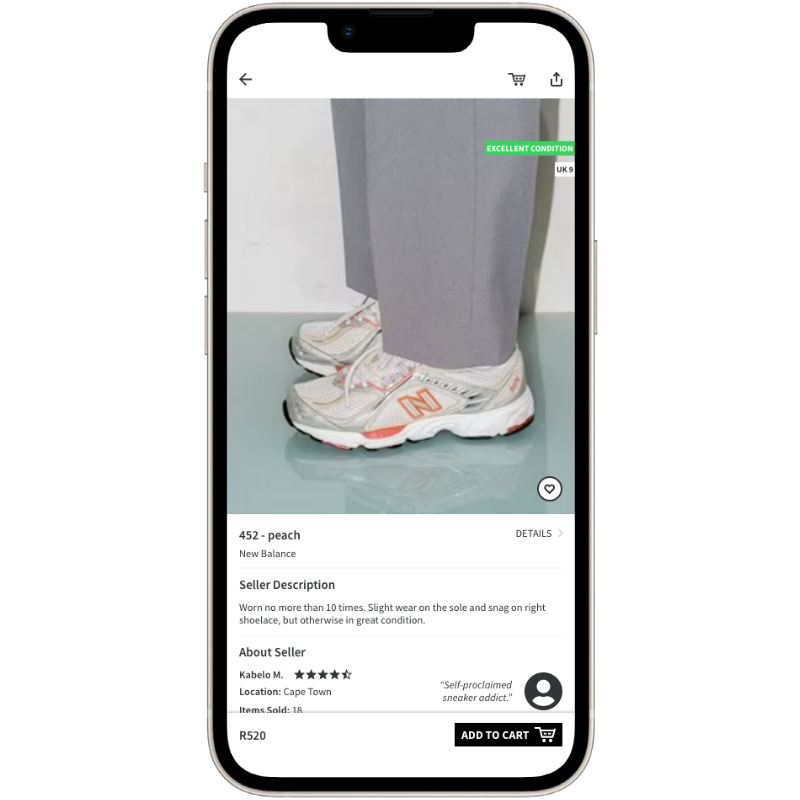 EXCELLENT CONDITION
UK 9
N
452 - peach
DETAILS
New Balance
Seller Description
Worn no more than 10 times. Slight wear on the sole and snag on right
shoelace, but otherwise in great condition.
About Seller
Kabelo M.
Location: Cape Town
"Self-proclaimed
sneaker addict."
Items Sold: 18
R520
ADD TO CART